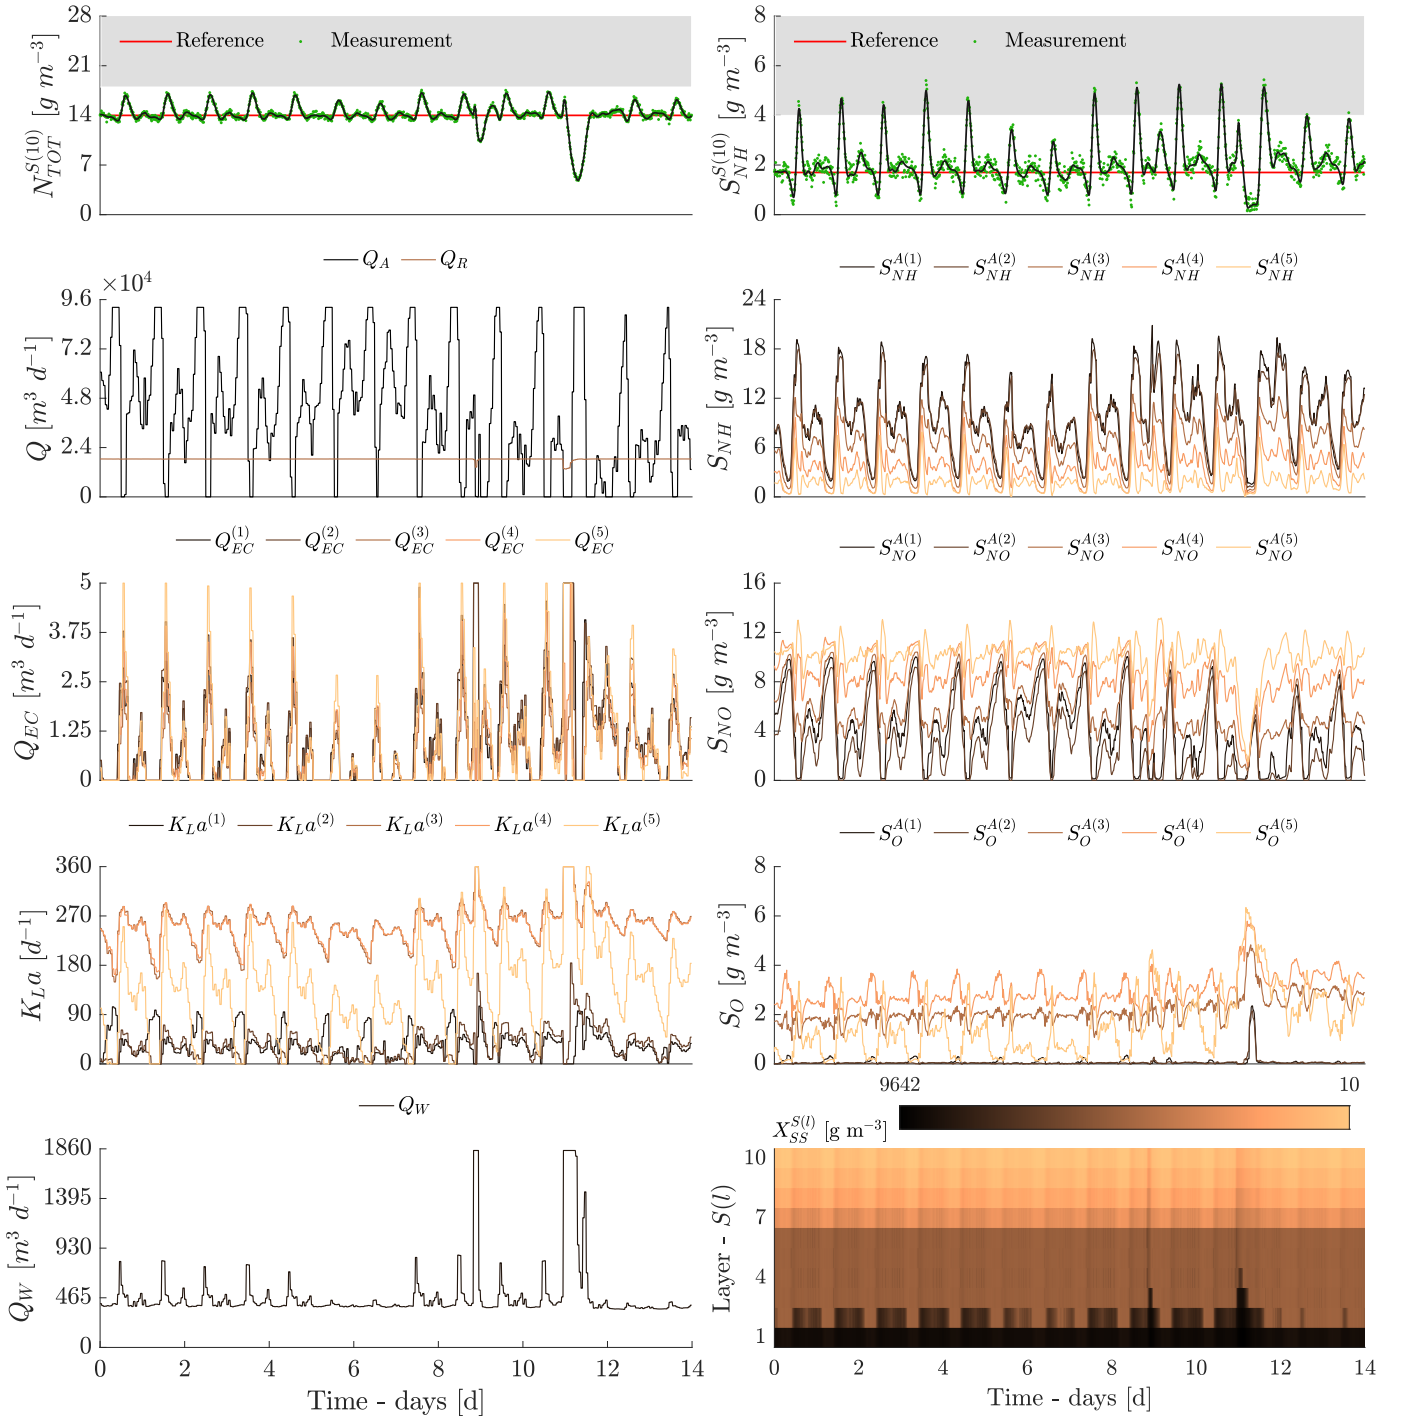 28
21
14
7
0
N_{TOT}^{S(10)} [g m^{-3}]
Reference Measurement
8
6
4
2
0
S_{NH}^{S(10)} [g m^{-3}]
Reference Measurement
Q_A Q_R
×10^4
9.6
7.2
4.8
2.4
0
Q [m^3 d^{-1}]
S_{NH}^{A(1)} S_{NH}^{A(2)} S_{NH}^{A(3)} S_{NH}^{A(4)} S_{NH}^{A(5)}
24
18
12
6
0
S_{NH} [g m^{-3}]
Q_{EC}^{(1)} Q_{EC}^{(2)} Q_{EC}^{(3)} Q_{EC}^{(4)} Q_{EC}^{(5)}
5
3.75
2.5
1.25
0
Q_{EC} [m^3 d^{-1}]
S_{NO}^{A(1)} S_{NO}^{A(2)} S_{NO}^{A(3)} S_{NO}^{A(4)} S_{NO}^{A(5)}
16
12
8
4
0
S_{NO} [g m^{-3}]
K_L a^{(1)} K_L a^{(2)} K_L a^{(3)} K_L a^{(4)} K_L a^{(5)}
360
270
180
90
0
K_L a [d^{-1}]
S_O^{A(1)} S_O^{A(2)} S_O^{A(3)} S_O^{A(4)} S_O^{A(5)}
8
6
4
2
0
S_O [g m^{-3}]
Q_W
1860
1395
930
465
0
Q_W [m^3 d^{-1}]
0 2 4 6 8 10 12 14
Time - days [d]
9642 10
X_{SS}^{S(l)} [g m^{-3}]
10
7
4
1
Layer - S(l)
0 2 4 6 8 10 12 14
Time - days [d]